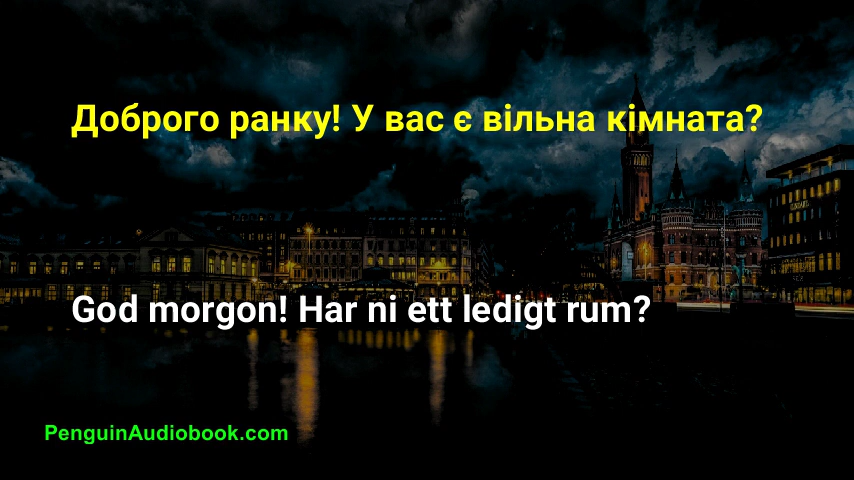 Доброго ранку! У вас є вільна кімната?
God morgon! Har ni ett ledigt rum?
PenguinAudiobook.com